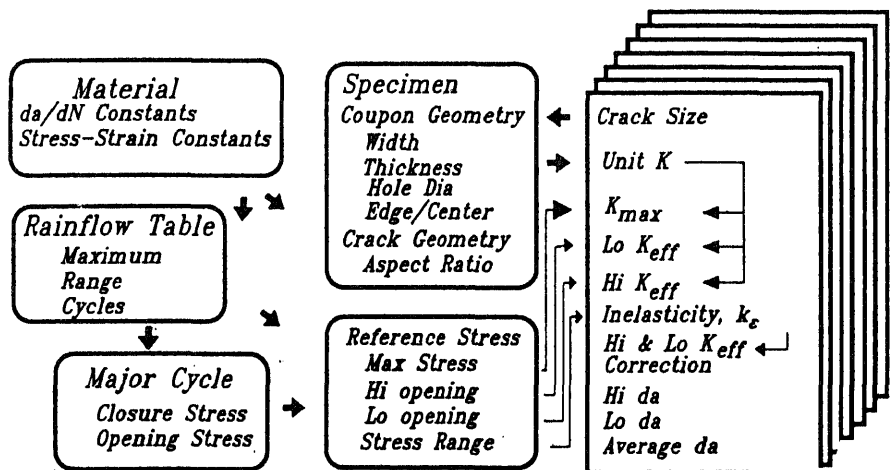 Material
da/dN Constants
Stress-Strain Constants
Rainflow Table
Maximum
Range
Cycles
Major Cycle
Closure Stress
Opening Stress
Specimen
Coupon Geometry
Width
Thickness
Hole Dia
Edge/Center
Crack Geometry
Aspect Ratio
Reference Stress
Max Stress
Hi opening
Lo opening
Stress Range
Crack Size
Unit K
Kmax
Lo Keff
Hi Keff
Inelasticity, kε
Hi & Lo Keff
Correction
Hi da
Lo da
Average da